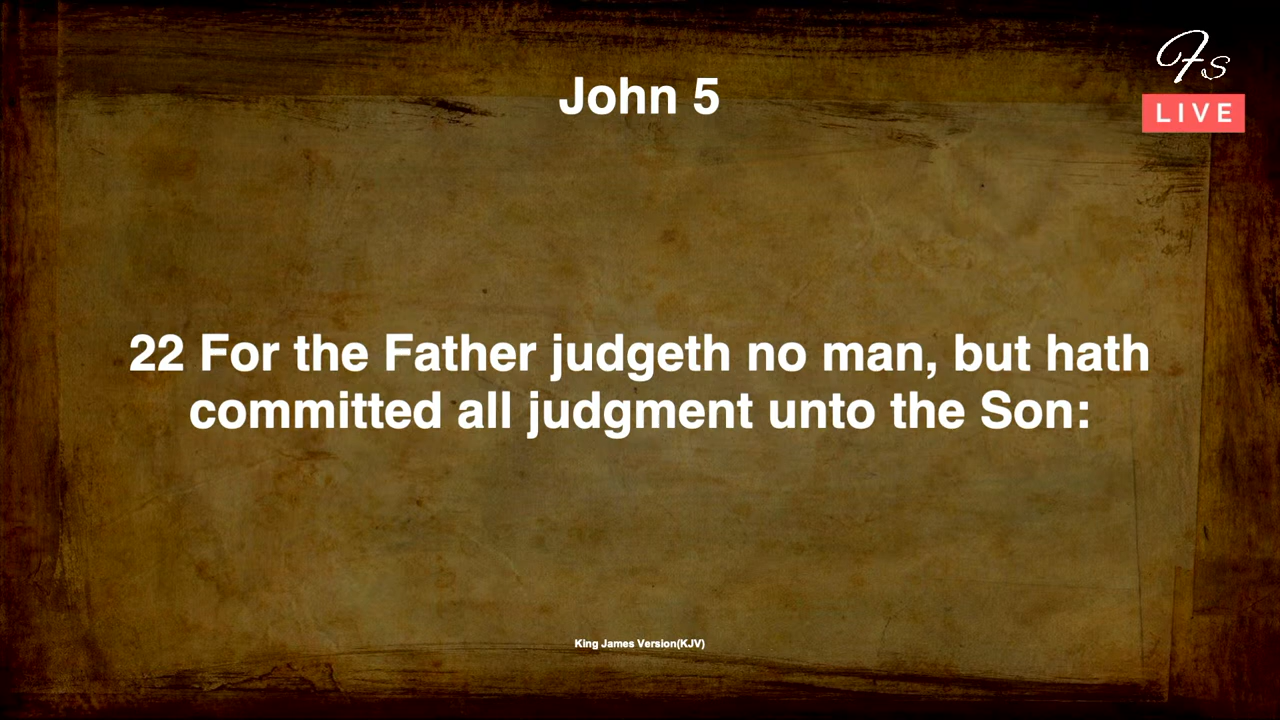 John 5
Fs
LIVE
22 For the Father judgeth no man, but hath
committed all judgment unto the Son:
King James Version(KJV)